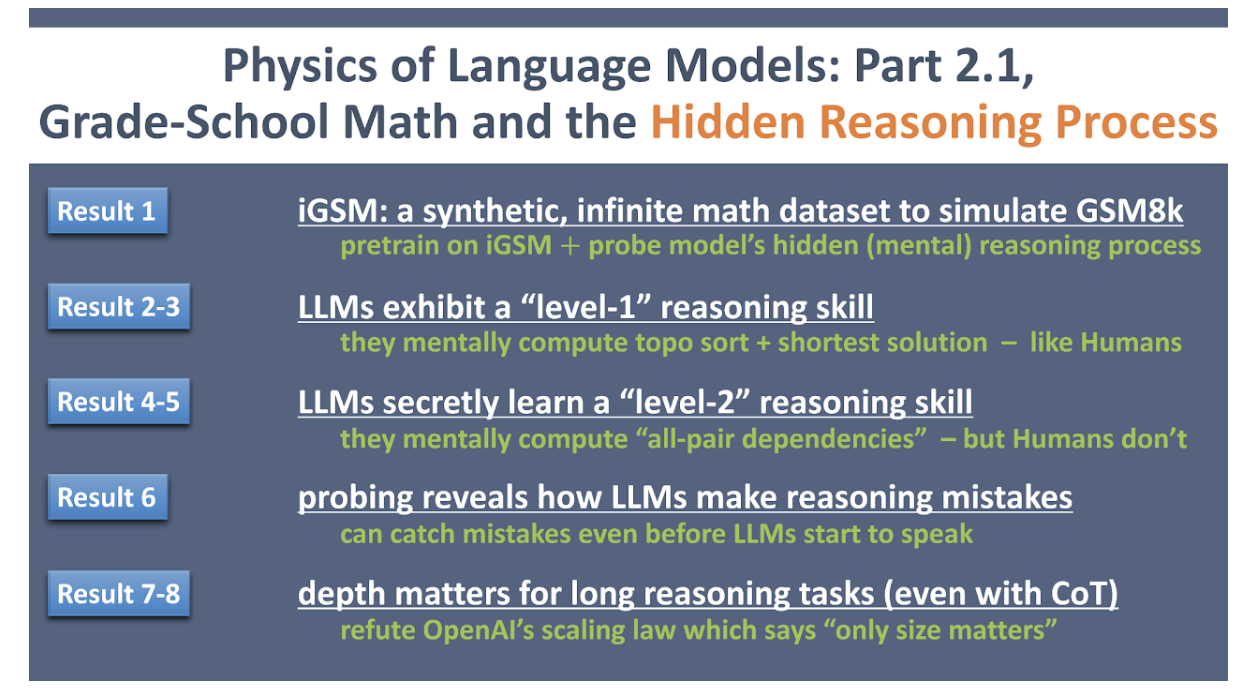 Physics of Language Models: Part 2.1,
Grade-School Math and the Hidden Reasoning Process
Result 1
iGSM: a synthetic, infinite math dataset to simulate GSM8k
pretrain on iGSM + probe model's hidden (mental) reasoning process
Result 2-3
LLMs exhibit a “level-1” reasoning skill
they mentally compute topo sort + shortest solution – like Humans
Result 4-5
LLMs secretly learn a “level-2” reasoning skill
they mentally compute “all-pair dependencies” – but Humans don't
Result 6
probing reveals how LLMs make reasoning mistakes
can catch mistakes even before LLMs start to speak
Result 7-8
depth matters for long reasoning tasks (even with CoT)
refute OpenAI's scaling law which says “only size matters”